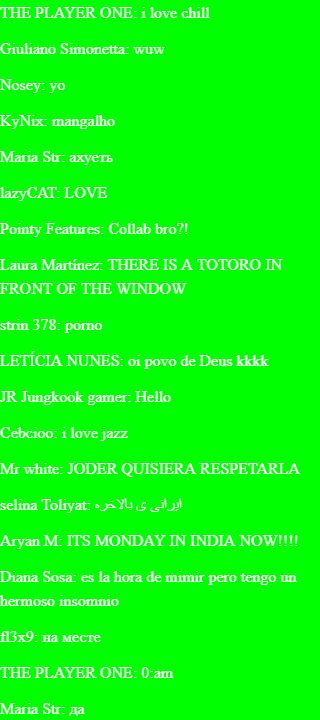 THE PLAYER ONE: i love chill
Giuliano Simonetta: wuw
Nosey: yo
KyNix: mangalho
Maria Str: ахуеть
lazyCAT: LOVE
Pointy Features: Collab bro?!
Laura Martínez: THERE IS A TOTORO IN
FRONT OF THE WINDOW
strin 378: porno
LETÍCIA NUNES: oi povo de Deus kkkk
JR Jungkook gamer: Hello
Cebcioo: i love jazz
Mr white: JODER QUISIERA RESPETARLA
selina Toliyat: ایرانی ی بالاخره
Aryan M: ITS MONDAY IN INDIA NOW!!!!
Diana Sosa: es la hora de mimir pero tengo un
hermoso insomnio
fl3x9: на месте
THE PLAYER ONE: 0:am
Maria Str: да